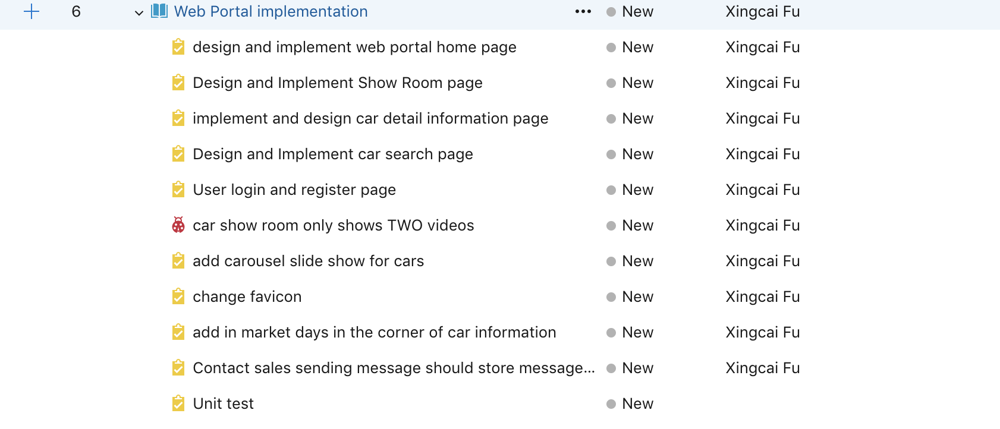 6 Web Portal implementation ••• New Xingcai Fu
design and implement web portal home page New Xingcai Fu
Design and Implement Show Room page New Xingcai Fu
implement and design car detail information page New Xingcai Fu
Design and Implement car search page New Xingcai Fu
User login and register page New Xingcai Fu
car show room only shows TWO videos New Xingcai Fu
add carousel slide show for cars New Xingcai Fu
change favicon New Xingcai Fu
add in market days in the corner of car information New Xingcai Fu
Contact sales sending message should store message... New Xingcai Fu
Unit test New